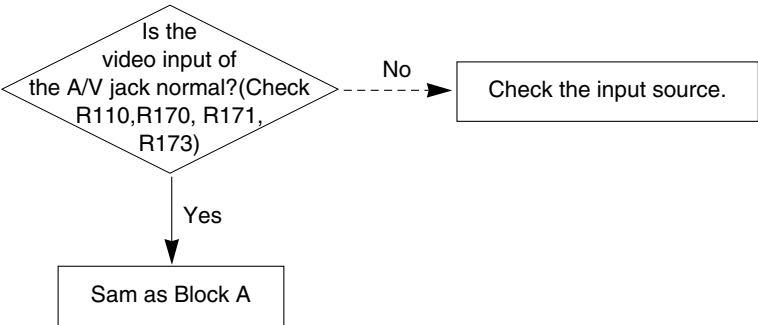 Is the
video input of
the A/V jack normal?(Check
R110,R170, R171,
R173)
No
Check the input source.
Yes
Sam as Block A